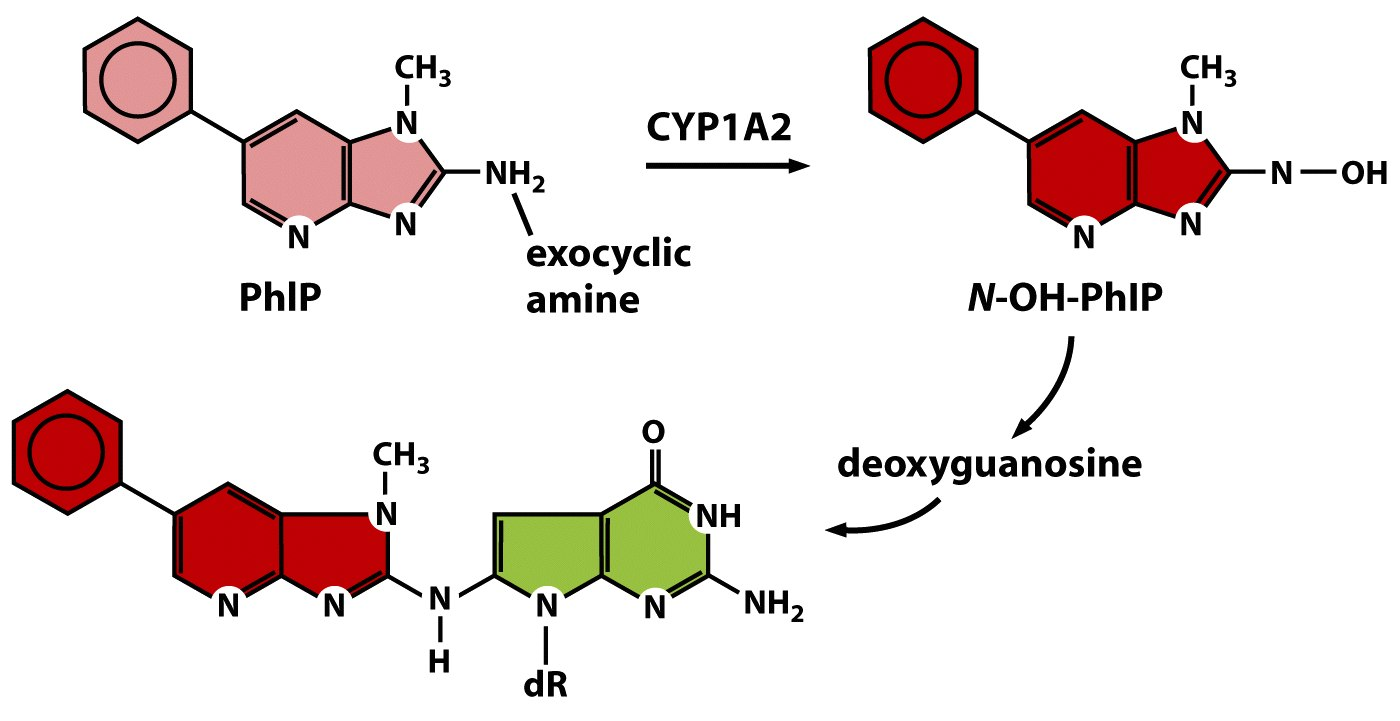 CH3
N
NH2
N
N
exocyclic
amine
PhIP
CYP1A2
CH3
N
N
OH
N
N
N-OH-PhIP
deoxyguanosine
CH3
N
N
N
N
H
O
NH
N
N
NH2
dR